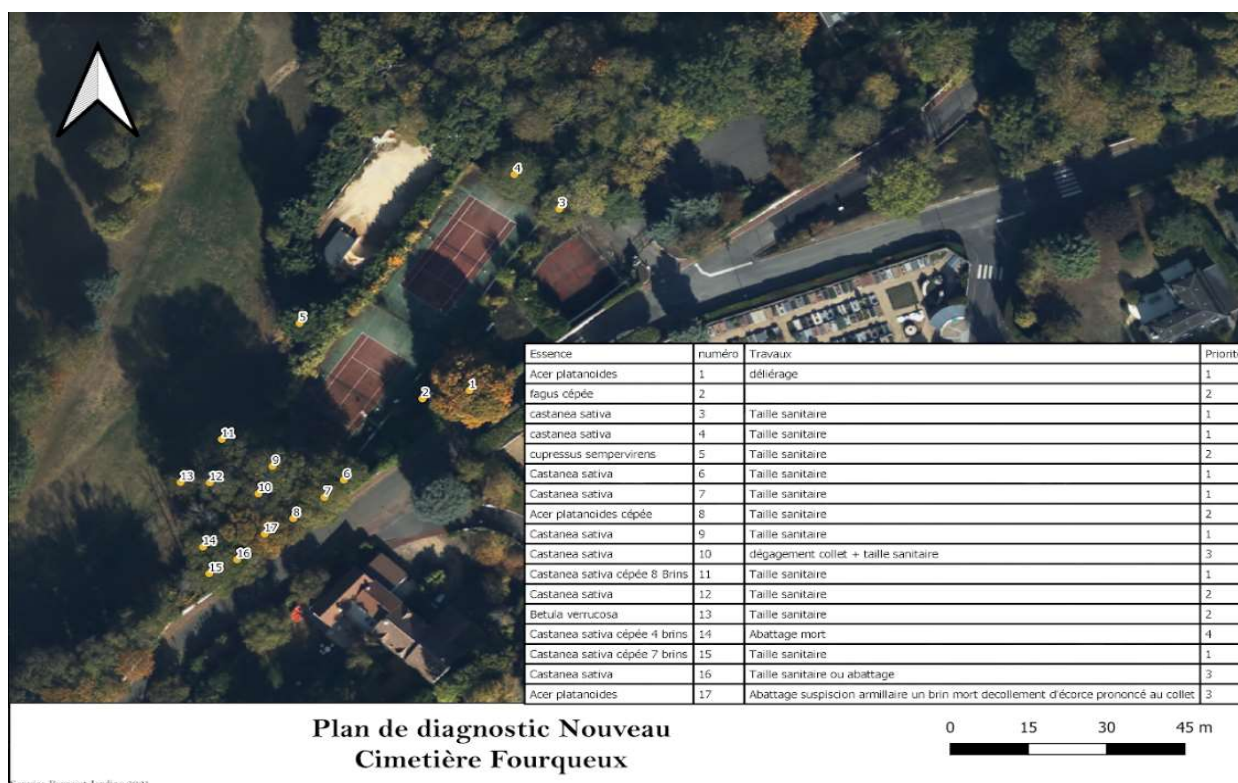 4
3
5
1
2
11
9
13 12
6
10
7
8
17
14
16
15
Essence numéro Travaux Priorité
Acer platanoides 1 déliérage 1
fagus cépée 2 2
castanea sativa 3 Taille sanitaire 1
castanea sativa 4 Taille sanitaire 1
cupressus sempervirens 5 Taille sanitaire 2
Castanea sativa 6 Taille sanitaire 1
Castanea sativa 7 Taille sanitaire 1
Acer platanoides cépée 8 Taille sanitaire 2
Castanea sativa 9 Taille sanitaire 1
Castanea sativa 10 dégagement collet + taille sanitaire 3
Castanea sativa cépée 8 Brins 11 Taille sanitaire 1
Castanea sativa 12 Taille sanitaire 2
Betula verrucosa 13 Taille sanitaire 2
Castanea sativa cépée 4 brins 14 Abattage mort 4
Castanea sativa cépée 7 brins 15 Taille sanitaire 1
Castanea sativa 16 Taille sanitaire ou abattage 3
Acer platanoides 17 Abattage suspiscion armillaire un brin mort decollement d'écorce prononcé au collet 3
Plan de diagnostic Nouveau
Cimetière Fourqueux
0 15 30 45 m